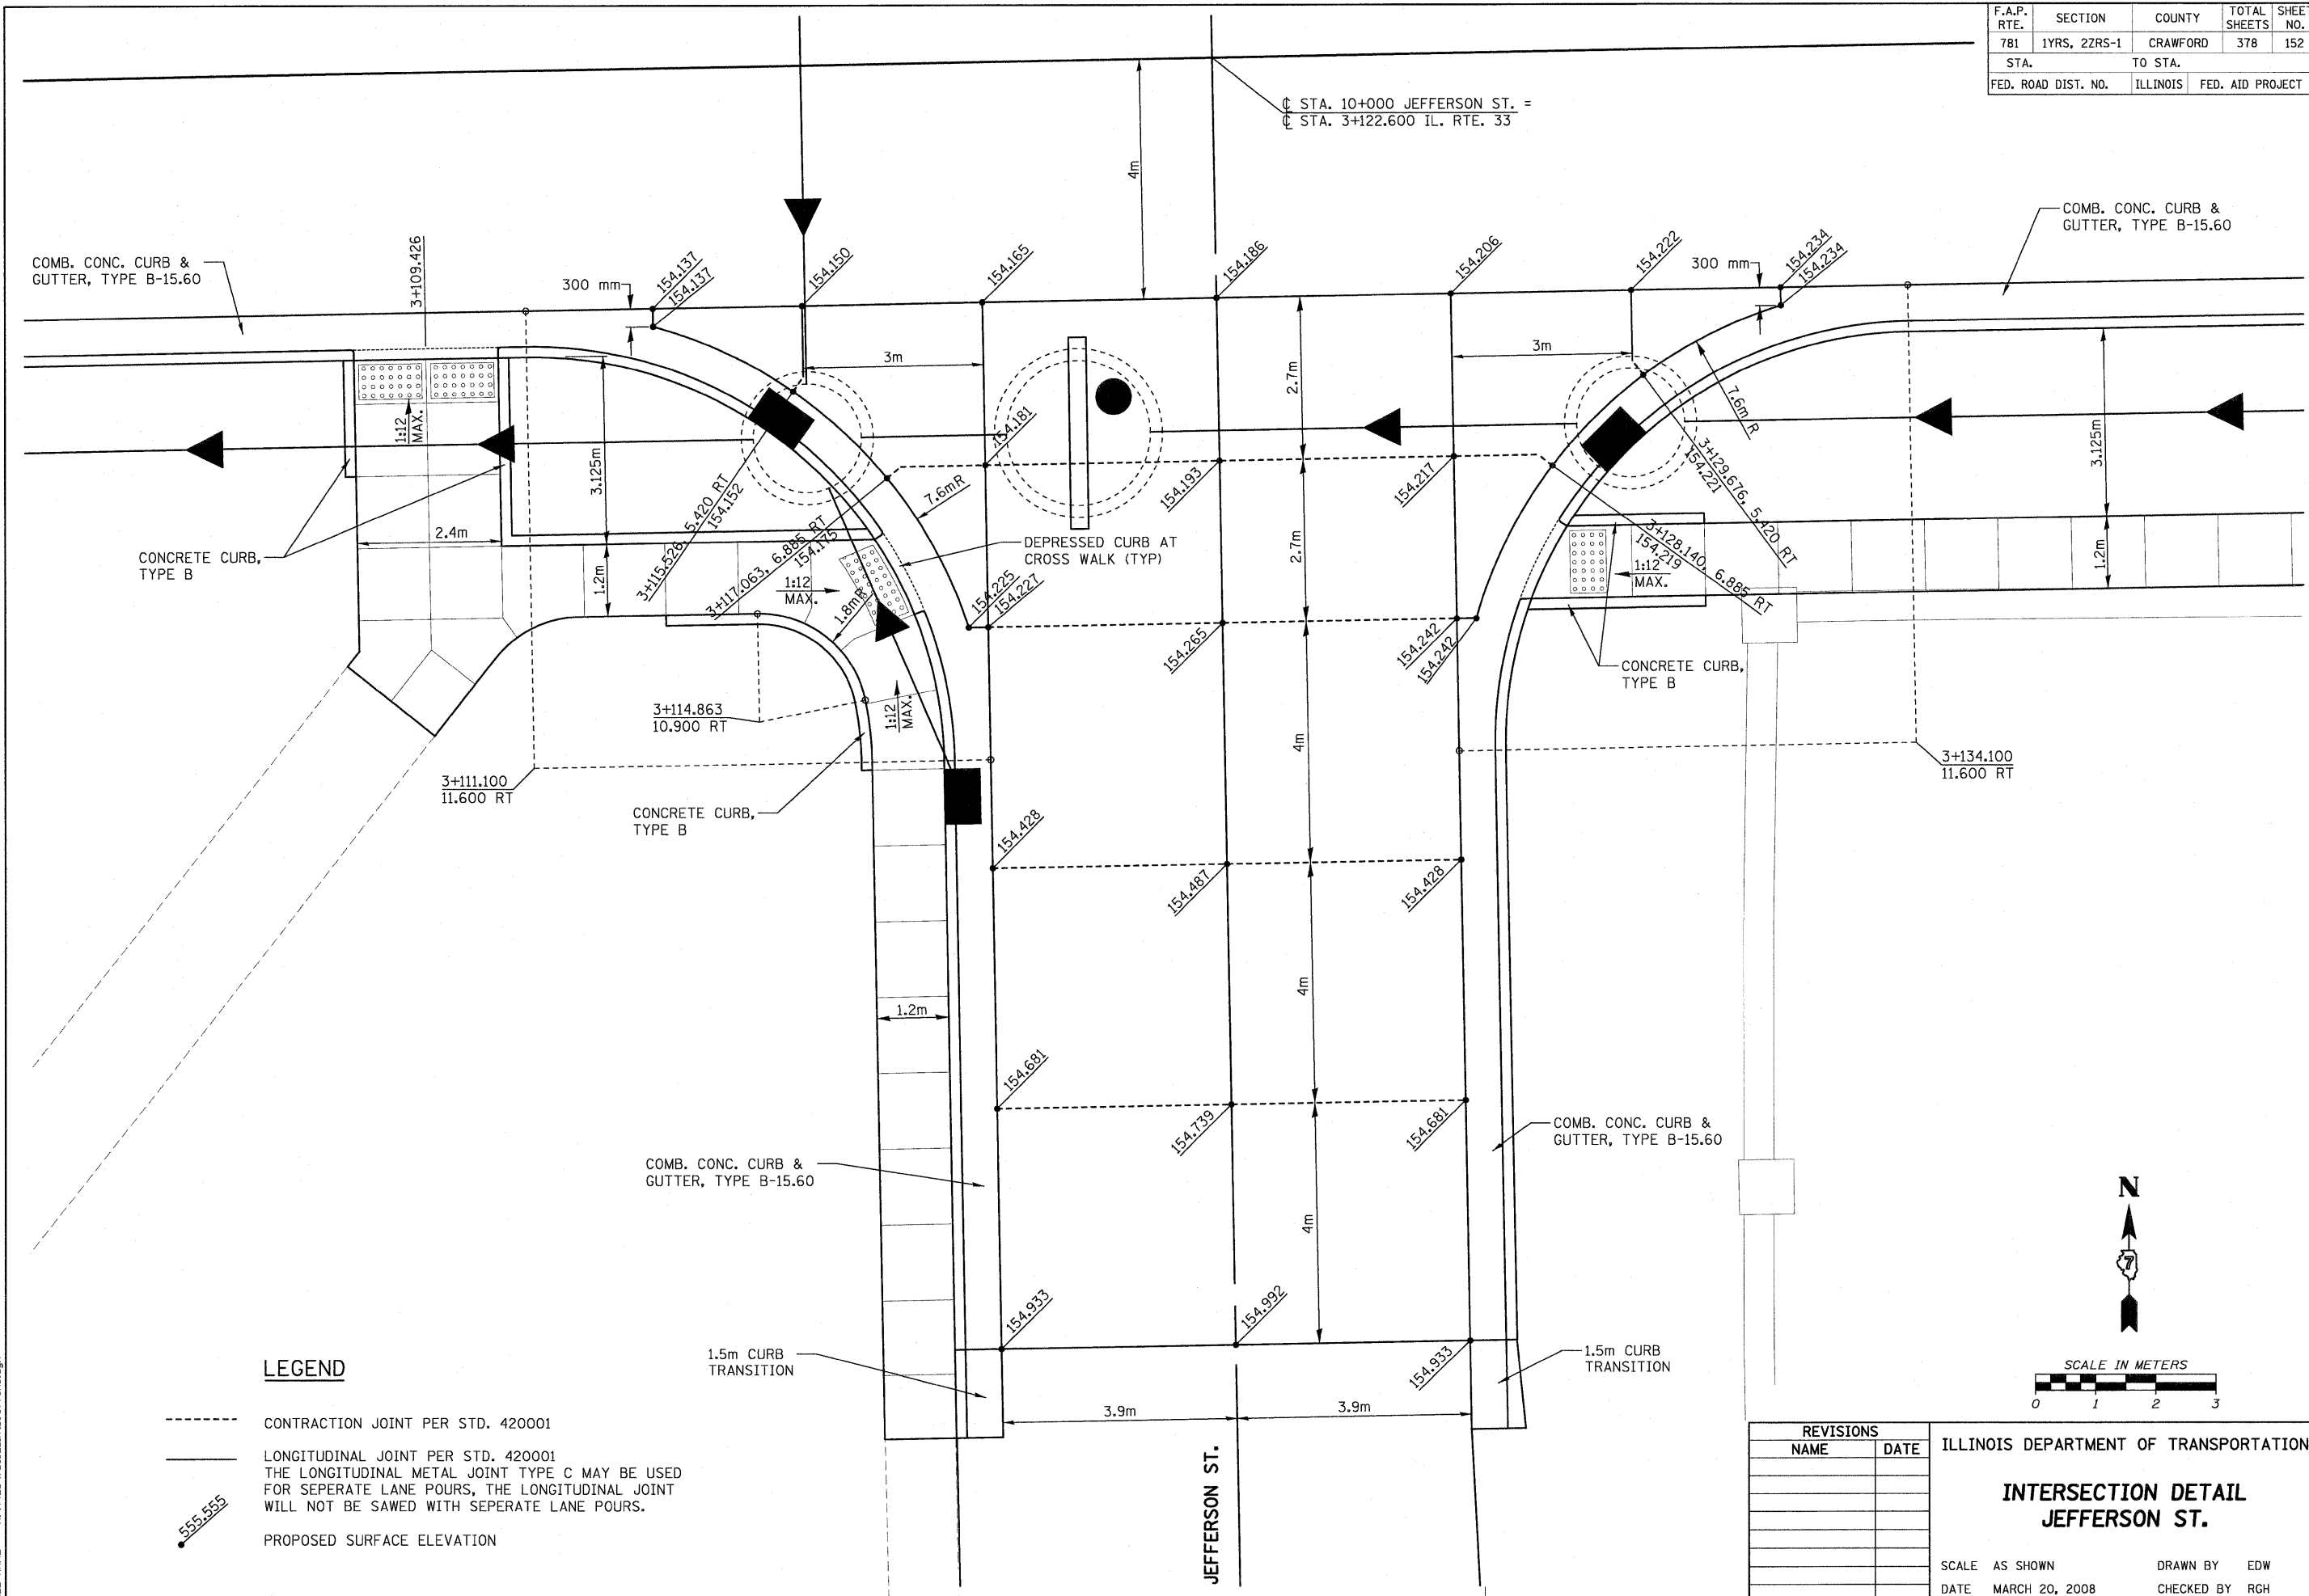 F.A.P. RTE. SECTION COUNTY TOTAL SHEETS SHEET NO.
781 1YRS, 2ZRS-1 CRAWFORD 378 152
STA. TO STA.
FED. ROAD DIST. NO. ILLINOIS FED. AID PROJECT
℄ STA. 10+000 JEFFERSON ST. =
℄ STA. 3+122.600 IL. RTE. 33
4m
COMB. CONC. CURB &
GUTTER, TYPE B-15.60
COMB. CONC. CURB &
GUTTER, TYPE B-15.60
3+109.426
300 mm
154.137
154.137
154.150
154.165
154.186
154.206
154.222
300 mm
154.234
154.234
3m
3m
2.7m
7.6m R
1:12
MAX.
3.125m
3.125m
154.181
154.193
154.217
7.6m R
3+129.676, 5.420 RT
154.221
3+115.526, 5.420 RT
154.152
3+117.063, 6.885 RT
154.175
3+128.140, 6.885 RT
154.219
2.4m
CONCRETE CURB,
TYPE B
1.2m
1:12
MAX.
1.8m R
DEPRESSED CURB AT
CROSS WALK (TYP)
2.7m
1:12
MAX.
1.2m
154.225
154.227
154.265
154.242
154.242
CONCRETE CURB,
TYPE B
3+114.863
10.900 RT
1:12
MAX.
4m
3+111.100
11.600 RT
3+134.100
11.600 RT
CONCRETE CURB,
TYPE B
154.428
154.487
154.428
4m
1.2m
154.681
154.739
154.681
COMB. CONC. CURB &
GUTTER, TYPE B-15.60
COMB. CONC. CURB &
GUTTER, TYPE B-15.60
4m
N
7
154.933
154.992
154.933
1.5m CURB
TRANSITION
1.5m CURB
TRANSITION
3.9m
3.9m
JEFFERSON ST.
SCALE IN METERS
0 1 2 3
LEGEND
CONTRACTION JOINT PER STD. 420001
LONGITUDINAL JOINT PER STD. 420001
THE LONGITUDINAL METAL JOINT TYPE C MAY BE USED
FOR SEPERATE LANE POURS, THE LONGITUDINAL JOINT
WILL NOT BE SAWED WITH SEPERATE LANE POURS.
555.555
PROPOSED SURFACE ELEVATION
REVISIONS
NAME DATE
ILLINOIS DEPARTMENT OF TRANSPORTATION
INTERSECTION DETAIL
JEFFERSON ST.
SCALE AS SHOWN DRAWN BY EDW
DATE MARCH 20, 2008 CHECKED BY RGH